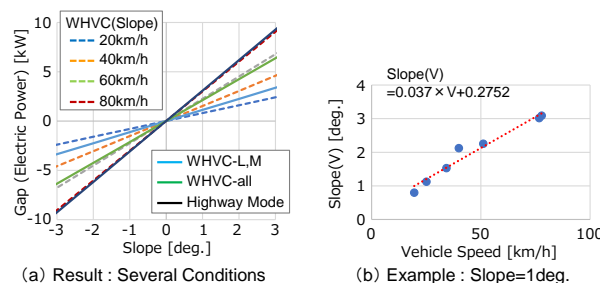 WHVC(Slope)
20km/h
40km/h
60km/h
80km/h
WHVC-L,M
WHVC-all
Highway Mode
Gap (Electric Power) [kW]
10
5
0
-5
-10
-3 -2 -1 0 1 2 3
Slope [deg.]
(a) Result : Several Conditions
Slope(V)
=0.037×V+0.2752
Slope(V) [deg.]
4
3
2
1
0
0 50 100
Vehicle Speed [km/h]
(b) Example : Slope=1deg.